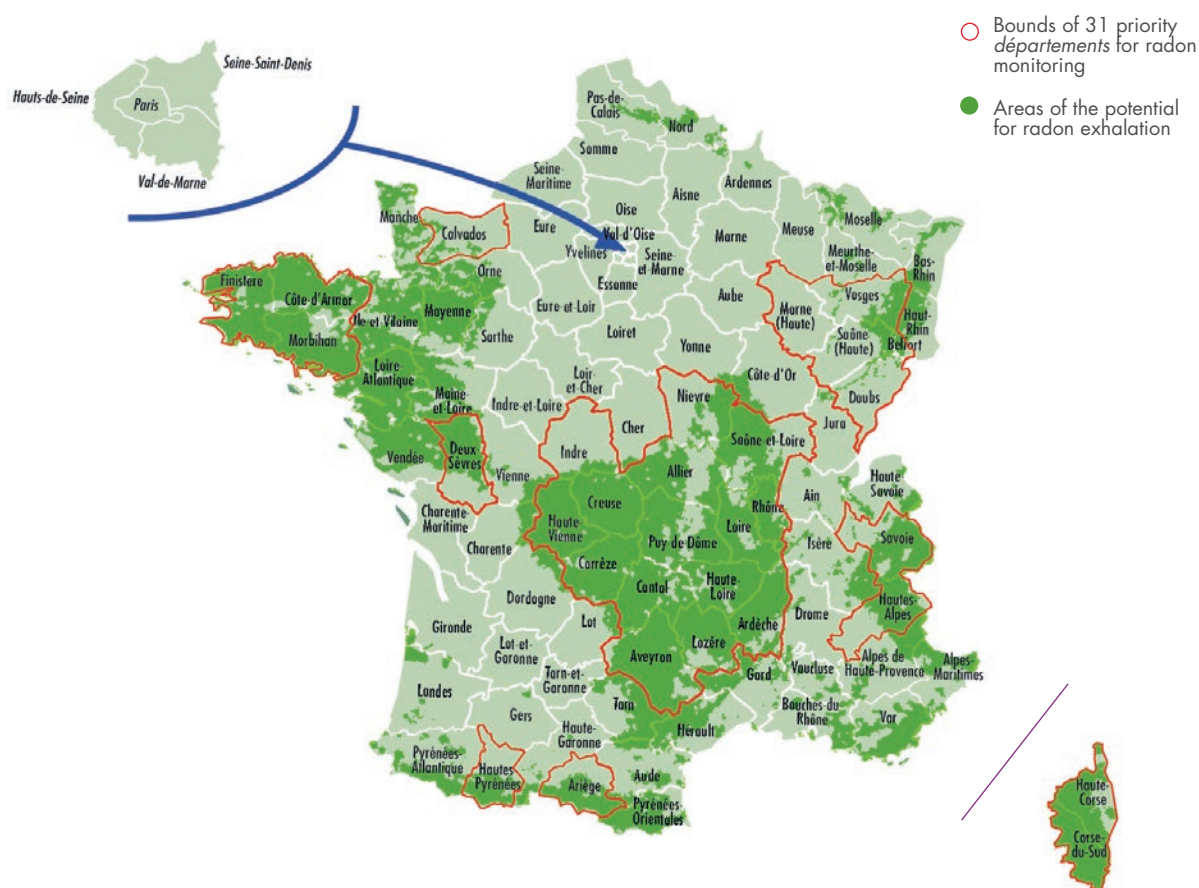 Bounds of 31 priority
départements for radon
monitoring
Areas of the potential
for radon exhalation
Seine-Saint-Denis
Hauts-de-Seine
Paris
Val-de-Marne
Pas-de-
Calais
Nord
Somme
Seine-
Maritime
Aisne
Ardennes
Oise
Manche
Calvados
Eure
Val-d'Oise
Yvelines
Seine-
et-Marne
Essonne
Marne
Meuse
Moselle
Meurthe-
et-Moselle
Bas-
Rhin
Finistere
Côte-d'Armor
Morbihan
Ile-et-Vilaine
Mayenne
Orne
Sarthe
Eure-et-Loir
Loiret
Aube
Yonne
Marne
(Haute)
Vosges
Haut-
Rhin
Saône
(Haute)
Belfort
Loire
Atlantique
Maine-
et-Loire
Indre-et-Loire
Loir-
et-Cher
Cher
Nievre
Côte-d'Or
Doubs
Jura
Vendée
Deux-
Sèvres
Vienne
Indre
Allier
Saône-et-Loire
Charente-
Maritime
Charente
Haute
Vienne
Creuse
Puy-de-Dôme
Loire
Rhône
Ain
Haute-
Savoie
Savoie
Isère
Corrèze
Cantal
Haute-
Loire
Ardèche
Drome
Hautes-
Alpes
Gironde
Dordogne
Lot
Lot-et-
Garonne
Aveyron
Lozère
Gard
Vaucluse
Alpes de
Haute-Provence
Alpes-
Maritimes
Landes
Tarn-et-
Garonne
Tarn
Gers
Haute-
Garonne
Hérault
Bouches-du
Rhône
Var
Pyrénées-
Atlantique
Hautes
Pyrénées
Ariège
Aude
Pyrénées-
Orientales
Haute-
Corse
Corse-
du-Sud